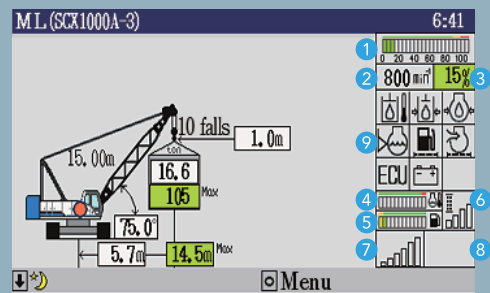 ML(SCX1000A-3) 6:41
1
0 20 40 60 80 100
2 800 min⁻¹ 15% 3
10 falls
1.0m
15.00m
ton
16.6
105 Max
9
ECU
75.0°
4
5
6
5.7m 14.5m Max
7 8
Menu